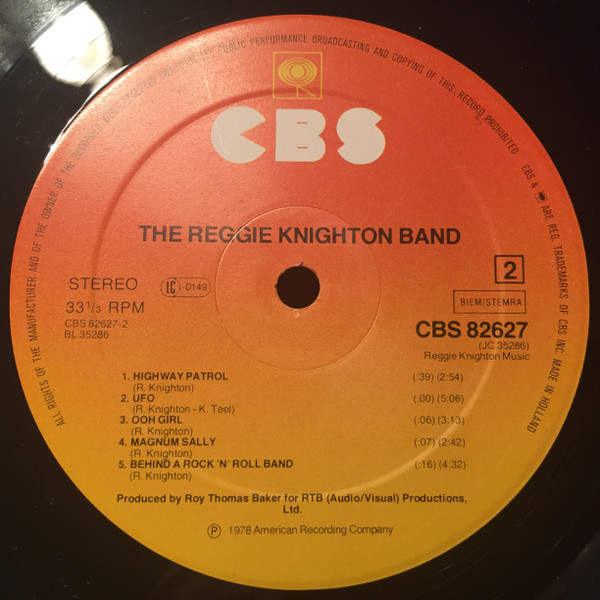 ALL RIGHTS OF THE MANUFACTURER AND OF THE OWNER OF THE RECORDED WORK PUBLIC PERFORMANCE BROADCASTING AND COPYING OF THIS RECORD PROHIBITED
CBS & ARE REG. TRADEMARKS OF CBS INC. MADE IN HOLLAND
CBS
THE REGGIE KNIGHTON BAND
STEREO LC-0149 2
33 1/3 RPM BIEM/STEMRA
CBS 82627-2 CBS 82627
BL 35286 (JC 35286)
Reggie Knighton Music
1. HIGHWAY PATROL (:39) (2:54)
(R. Knighton)
2. UFO (:00) (5:06)
(R. Knighton - K. Teel)
3. OOH GIRL (:06) (3.13)
(R. Knighton)
4. MAGNUM SALLY (:07) (2:42)
(R. Knighton)
5. BEHIND A ROCK 'N' ROLL BAND (:16) (4:32)
(R. Knighton)
Produced by Roy Thomas Baker for RTB (Audio/Visual) Productions,
Ltd.
Ⓟ 1978 American Recording Company